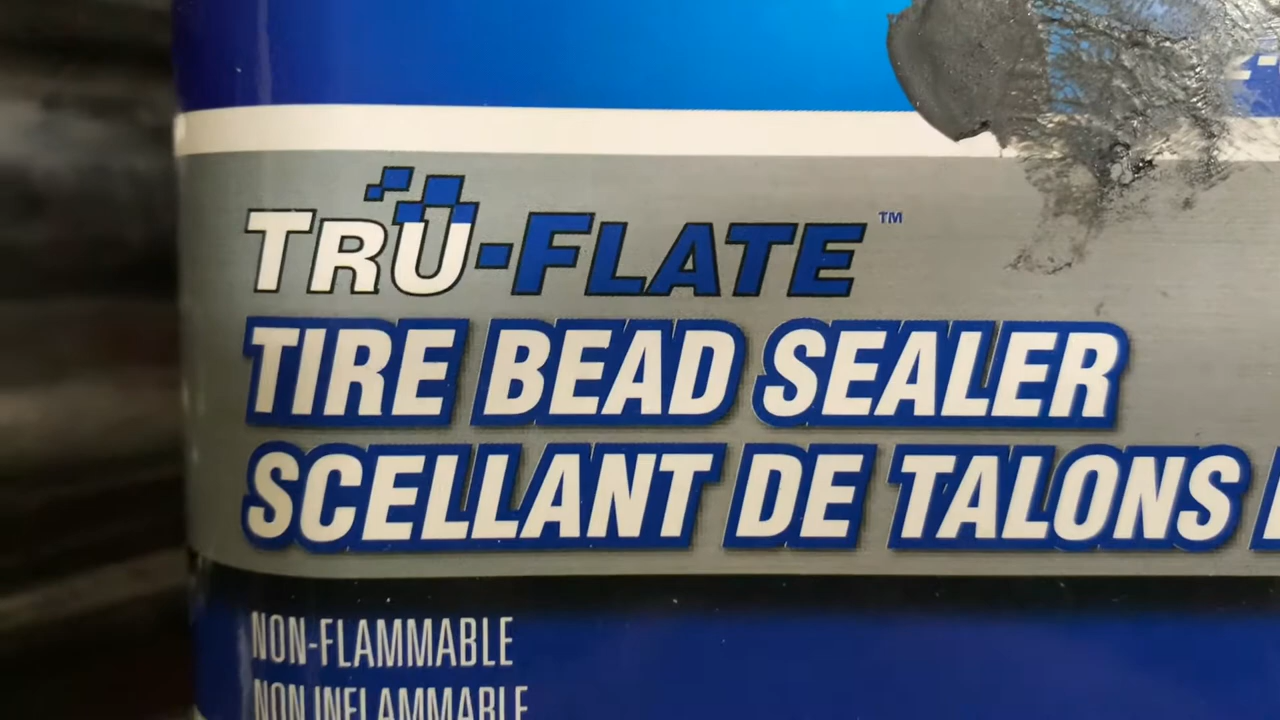 TRU-FLATE™
TIRE BEAD SEALER
SCELLANT DE TALONS
NON-FLAMMABLE
NON INFLAMMABLE